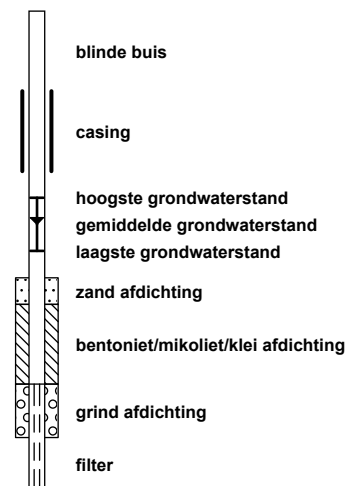 blinde buis
casing
hoogste grondwaterstand
gemiddelde grondwaterstand
laagste grondwaterstand
zand afdichting
bentoniet/mikoliet/klei afdichting
grind afdichting
filter